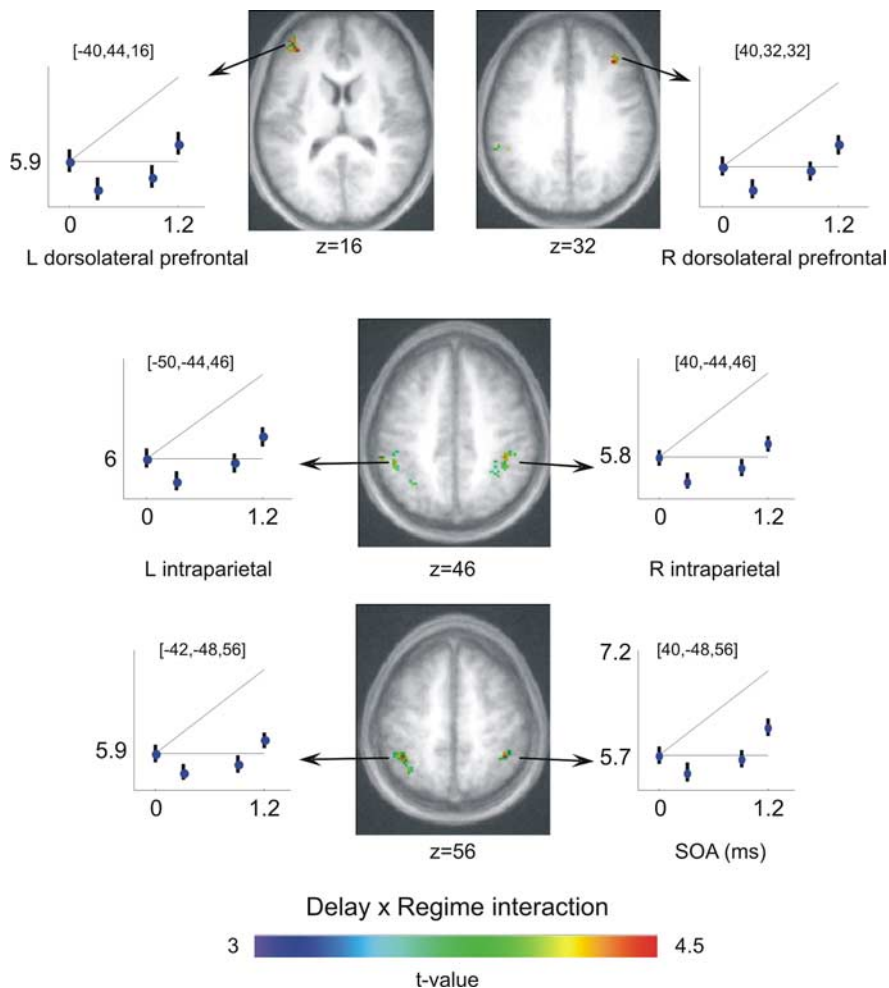 [-40,44,16]
[40,32,32]
5.9
0
1.2
0
1.2
L dorsolateral prefrontal
z=16
z=32
R dorsolateral prefrontal
[-50,-44,46]
[40,-44,46]
6
5.8
0
1.2
0
1.2
L intraparietal
z=46
R intraparietal
[-42,-48,56]
7.2
[40,-48,56]
5.9
5.7
0
1.2
0
1.2
z=56
SOA (ms)
Delay x Regime interaction
3
4.5
t-value